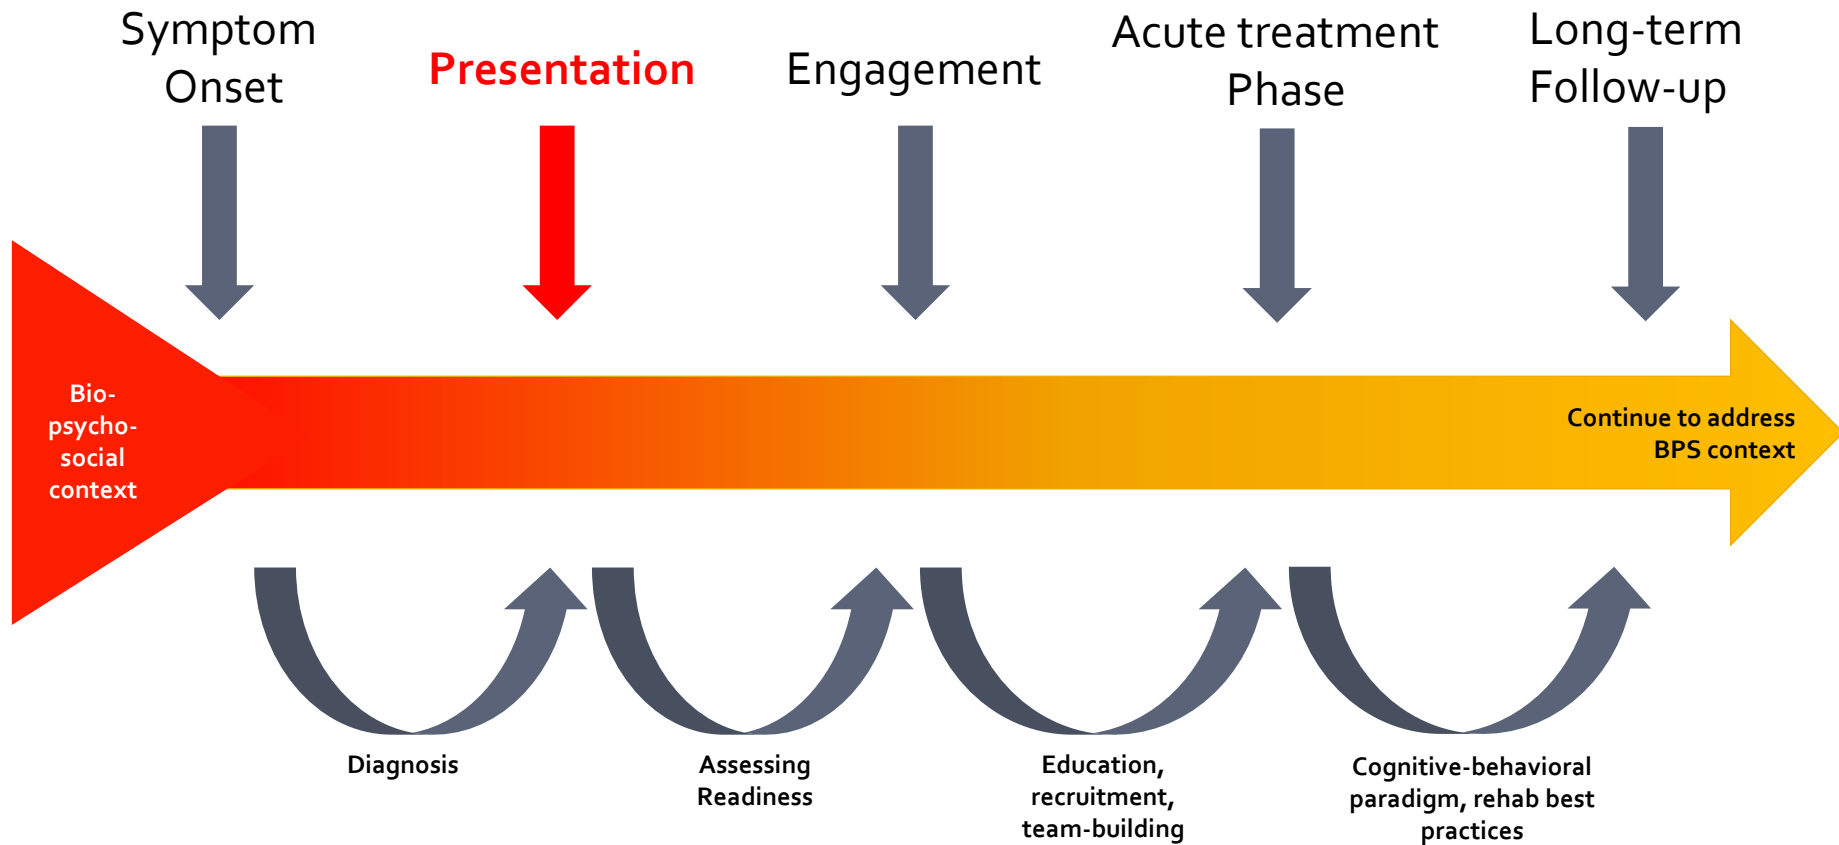 Symptom
Onset
Presentation
Engagement
Acute treatment
Phase
Long-term
Follow-up
Bio-
psycho-
social
context
Continue to address
BPS context
Diagnosis
Assessing
Readiness
Education,
recruitment,
team-building
Cognitive-behavioral
paradigm, rehab best
practices